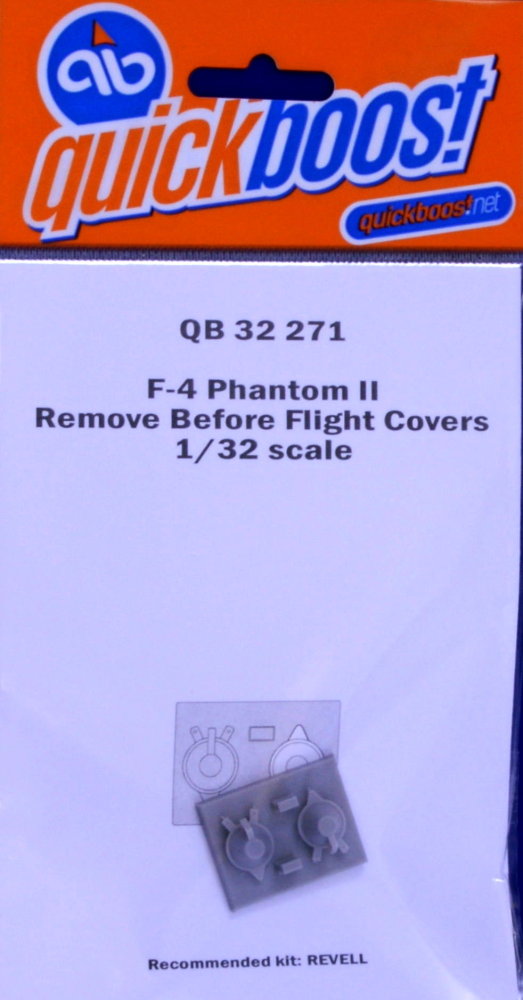 qb
quickboost
quickboost.net
QB 32 271
F-4 Phantom II
Remove Before Flight Covers
1/32 scale
Recommended kit: REVELL